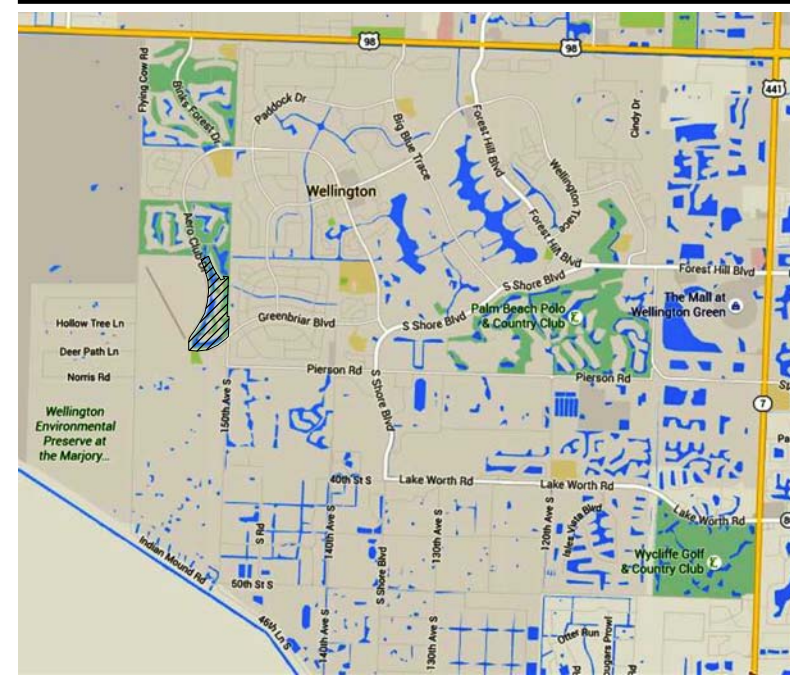 98
98
441
Flying Cow Rd
Binks Forest Dr
Paddock Dr
Big Blue Trace
Forest Hill Blvd
Cindy Dr
Wellington
Wellington Trace
Aero Club
Forest Hill Blvd
S Shore Blvd
Forest Hill Blvd
The Mall at
Wellington Green
Palm Beach Polo
& Country Club
Hollow Tree Ln
Greenbriar Blvd
S Shore Blvd
Deer Path Ln
Norris Rd
Pierson Rd
Pierson Rd
150th Ave S
S Shore Blvd
7
Wellington
Environmental
Preserve at
the Marjory...
Pa
40th St S
Lake Worth Rd
Lake Worth Rd
Lake Worth Rd
S Rd
140th Ave S
130th Ave S
120th Ave S
Isles Vista Blvd
Indian Mound Rd
S Shore Blvd
Wycliffe Golf
& Country Club
50th St S
46th Ln S
140th Ave S
130th Ave S
Otter Run
ougars Prowl
Rd
Rd